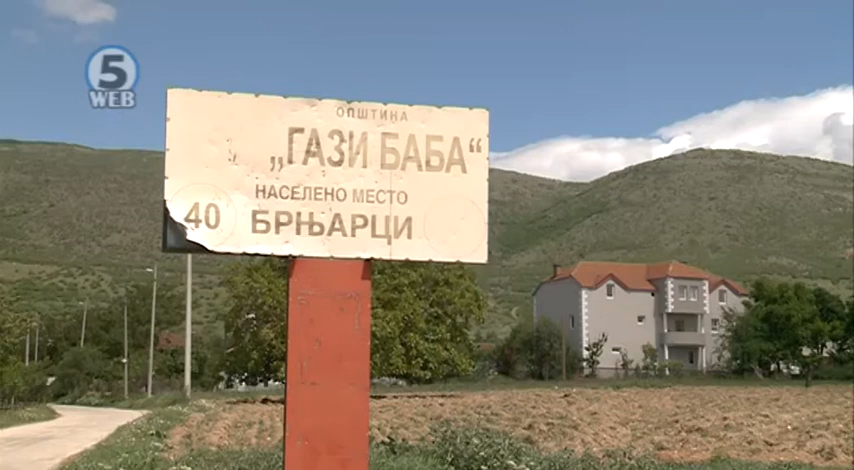 5
WEB
ОПШТИНА
„ГАЗИ БАБА“
НАСЕЛЕНО МЕСТО
40 БРЊАРЦИ